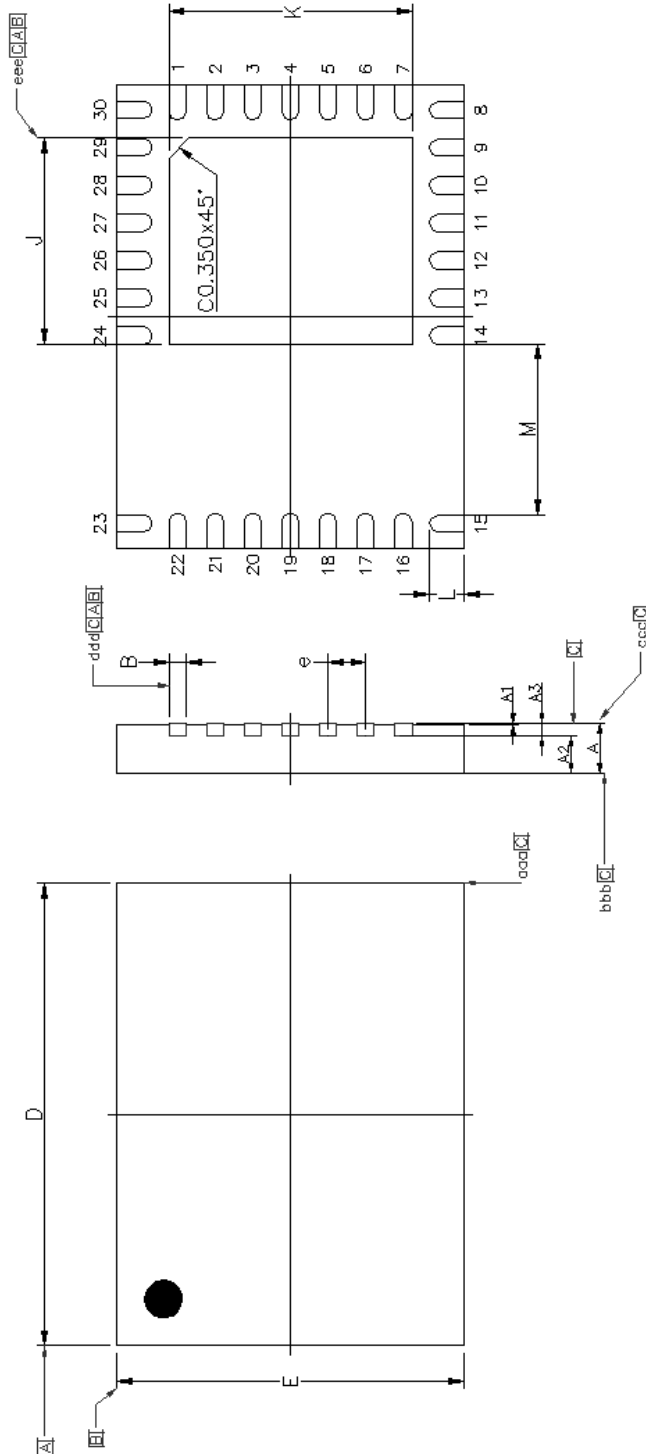 eee C A B
K
1 2 3 4 5 6 7
30 29 28 27 26 25 24
23
8 9 10 11 12 13 14
15
22 21 20 19 18 17 16
J
C0.350x45°
M
L
ddd C A B
B
e
A1
A3
C
A2
A
ccc C
bbb C
aaa C
D
E
A
B